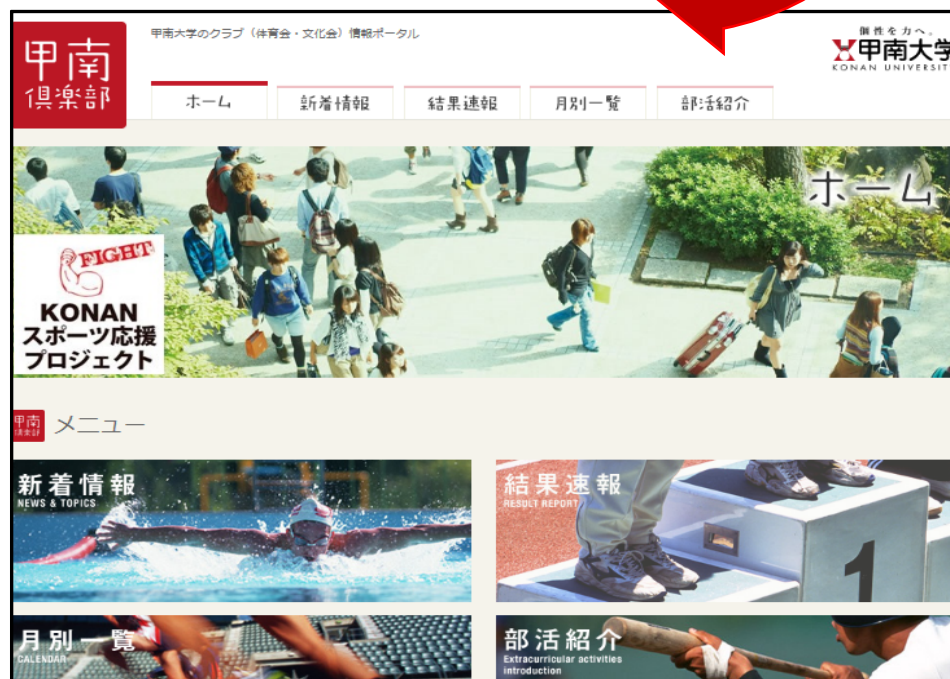 甲南
倶楽部
甲南大学のクラブ（体育会・文化会）情報ポータル
個性を力へ。
甲南大学
KONAN UNIVERSIT
ホーム
新着情報
結果速報
月別一覧
部活紹介
ホーム
FIGHT
KONAN
スポーツ応援
プロジェクト
甲南
倶楽部
メニュー
新着情報
NEWS & TOPICS
結果速報
RESULT REPORT
1
月別一覧
CALENDAR
部活紹介
Extracurricular activities
introduction